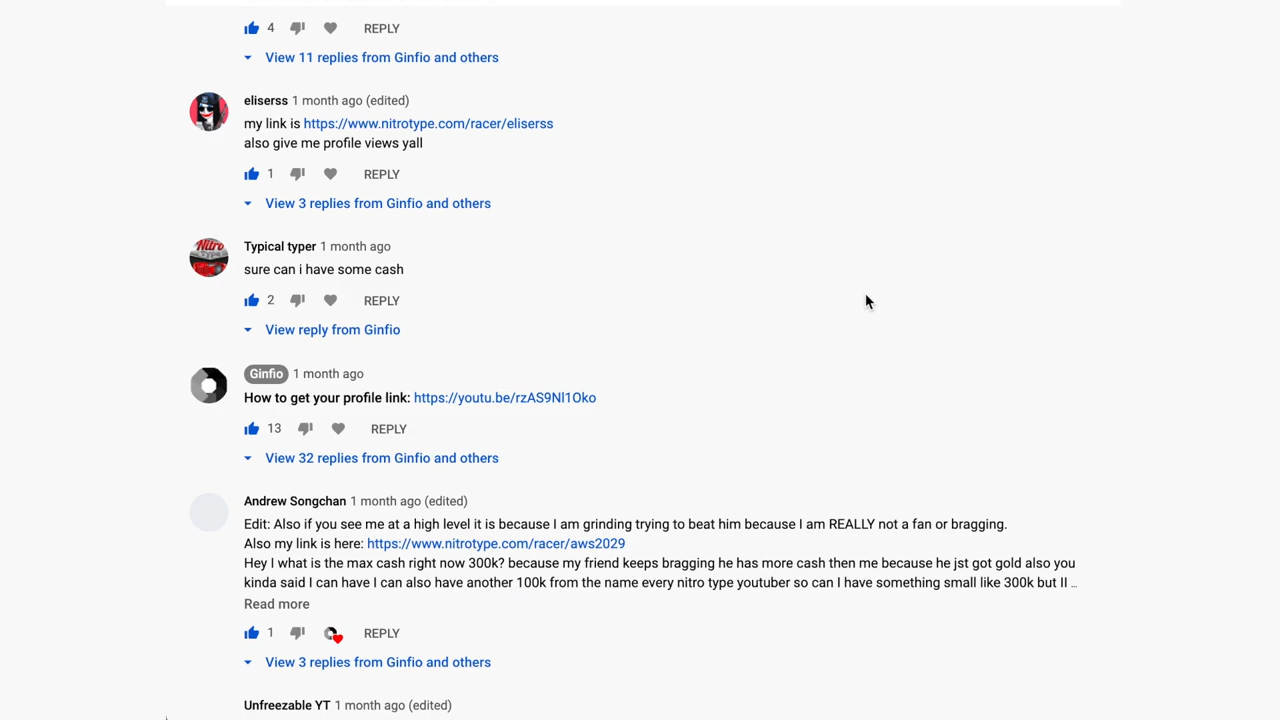 4 REPLY
View 11 replies from Ginfio and others
eliserss 1 month ago (edited)
my link is https://www.nitrotype.com/racer/eliserss
also give me profile views yall
1 REPLY
View 3 replies from Ginfio and others
Nitro
Typical typer 1 month ago
sure can i have some cash
2 REPLY
View reply from Ginfio
Ginfio 1 month ago
How to get your profile link: https://youtu.be/rzAS9Nl1Oko
13 REPLY
View 32 replies from Ginfio and others
Andrew Songchan 1 month ago (edited)
Edit: Also if you see me at a high level it is because I am grinding trying to beat him because I am REALLY not a fan or bragging.
Also my link is here: https://www.nitrotype.com/racer/aws2029
Hey I what is the max cash right now 300k? because my friend keeps bragging he has more cash then me because he jst got gold also you
kinda said I can have I can also have another 100k from the name every nitro type youtuber so can I have something small like 300k but II ...
Read more
1 REPLY
View 3 replies from Ginfio and others
Unfreezable YT 1 month ago (edited)